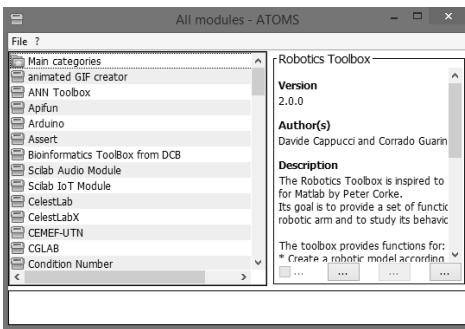 All modules - ATOMS
File ?
Main categories
animated GIF creator
ANN Toolbox
Apifun
Arduino
Assert
Bioinformatics ToolBox from DCB
Scilab Audio Module
Scilab IoT Module
CelestLab
CelestLabX
CEMEF-UTN
CGLAB
Condition Number
Robotics Toolbox
Version
2.0.0
Author(s)
Davide Cappucci and Corrado Guarin
Description
The Robotics Toolbox is inspired to
for Matlab by Peter Corke.
Its goal is to provide a set of functic
robotic arm and to study its behavic
The toolbox provides functions for:
* Create a robotic model according
... ... ... ...